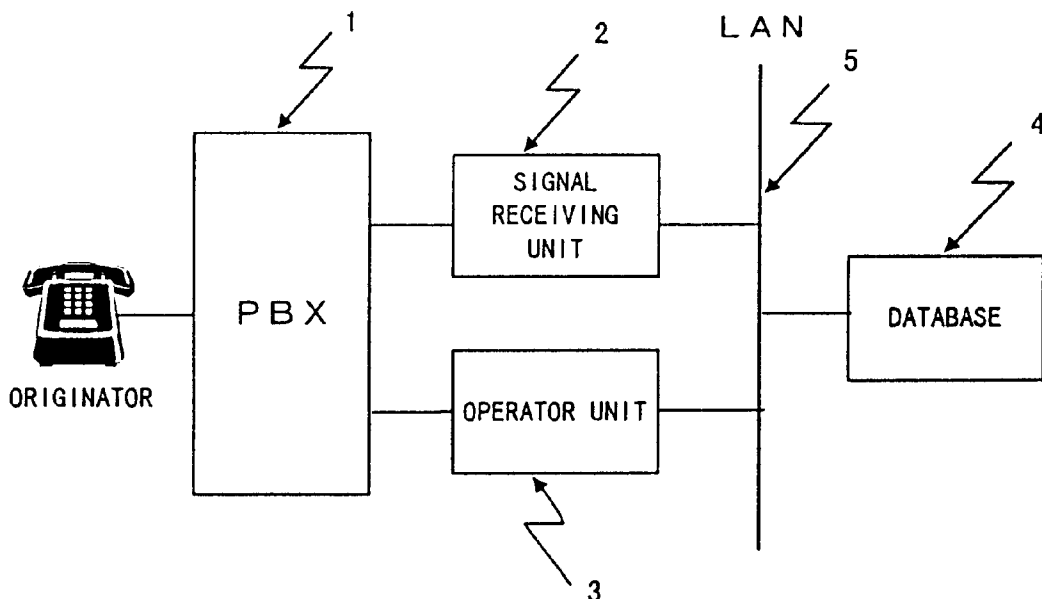 1
2
LAN
5
4
SIGNAL
RECEIVING
UNIT
PBX
DATABASE
ORIGINATOR
OPERATOR UNIT
3